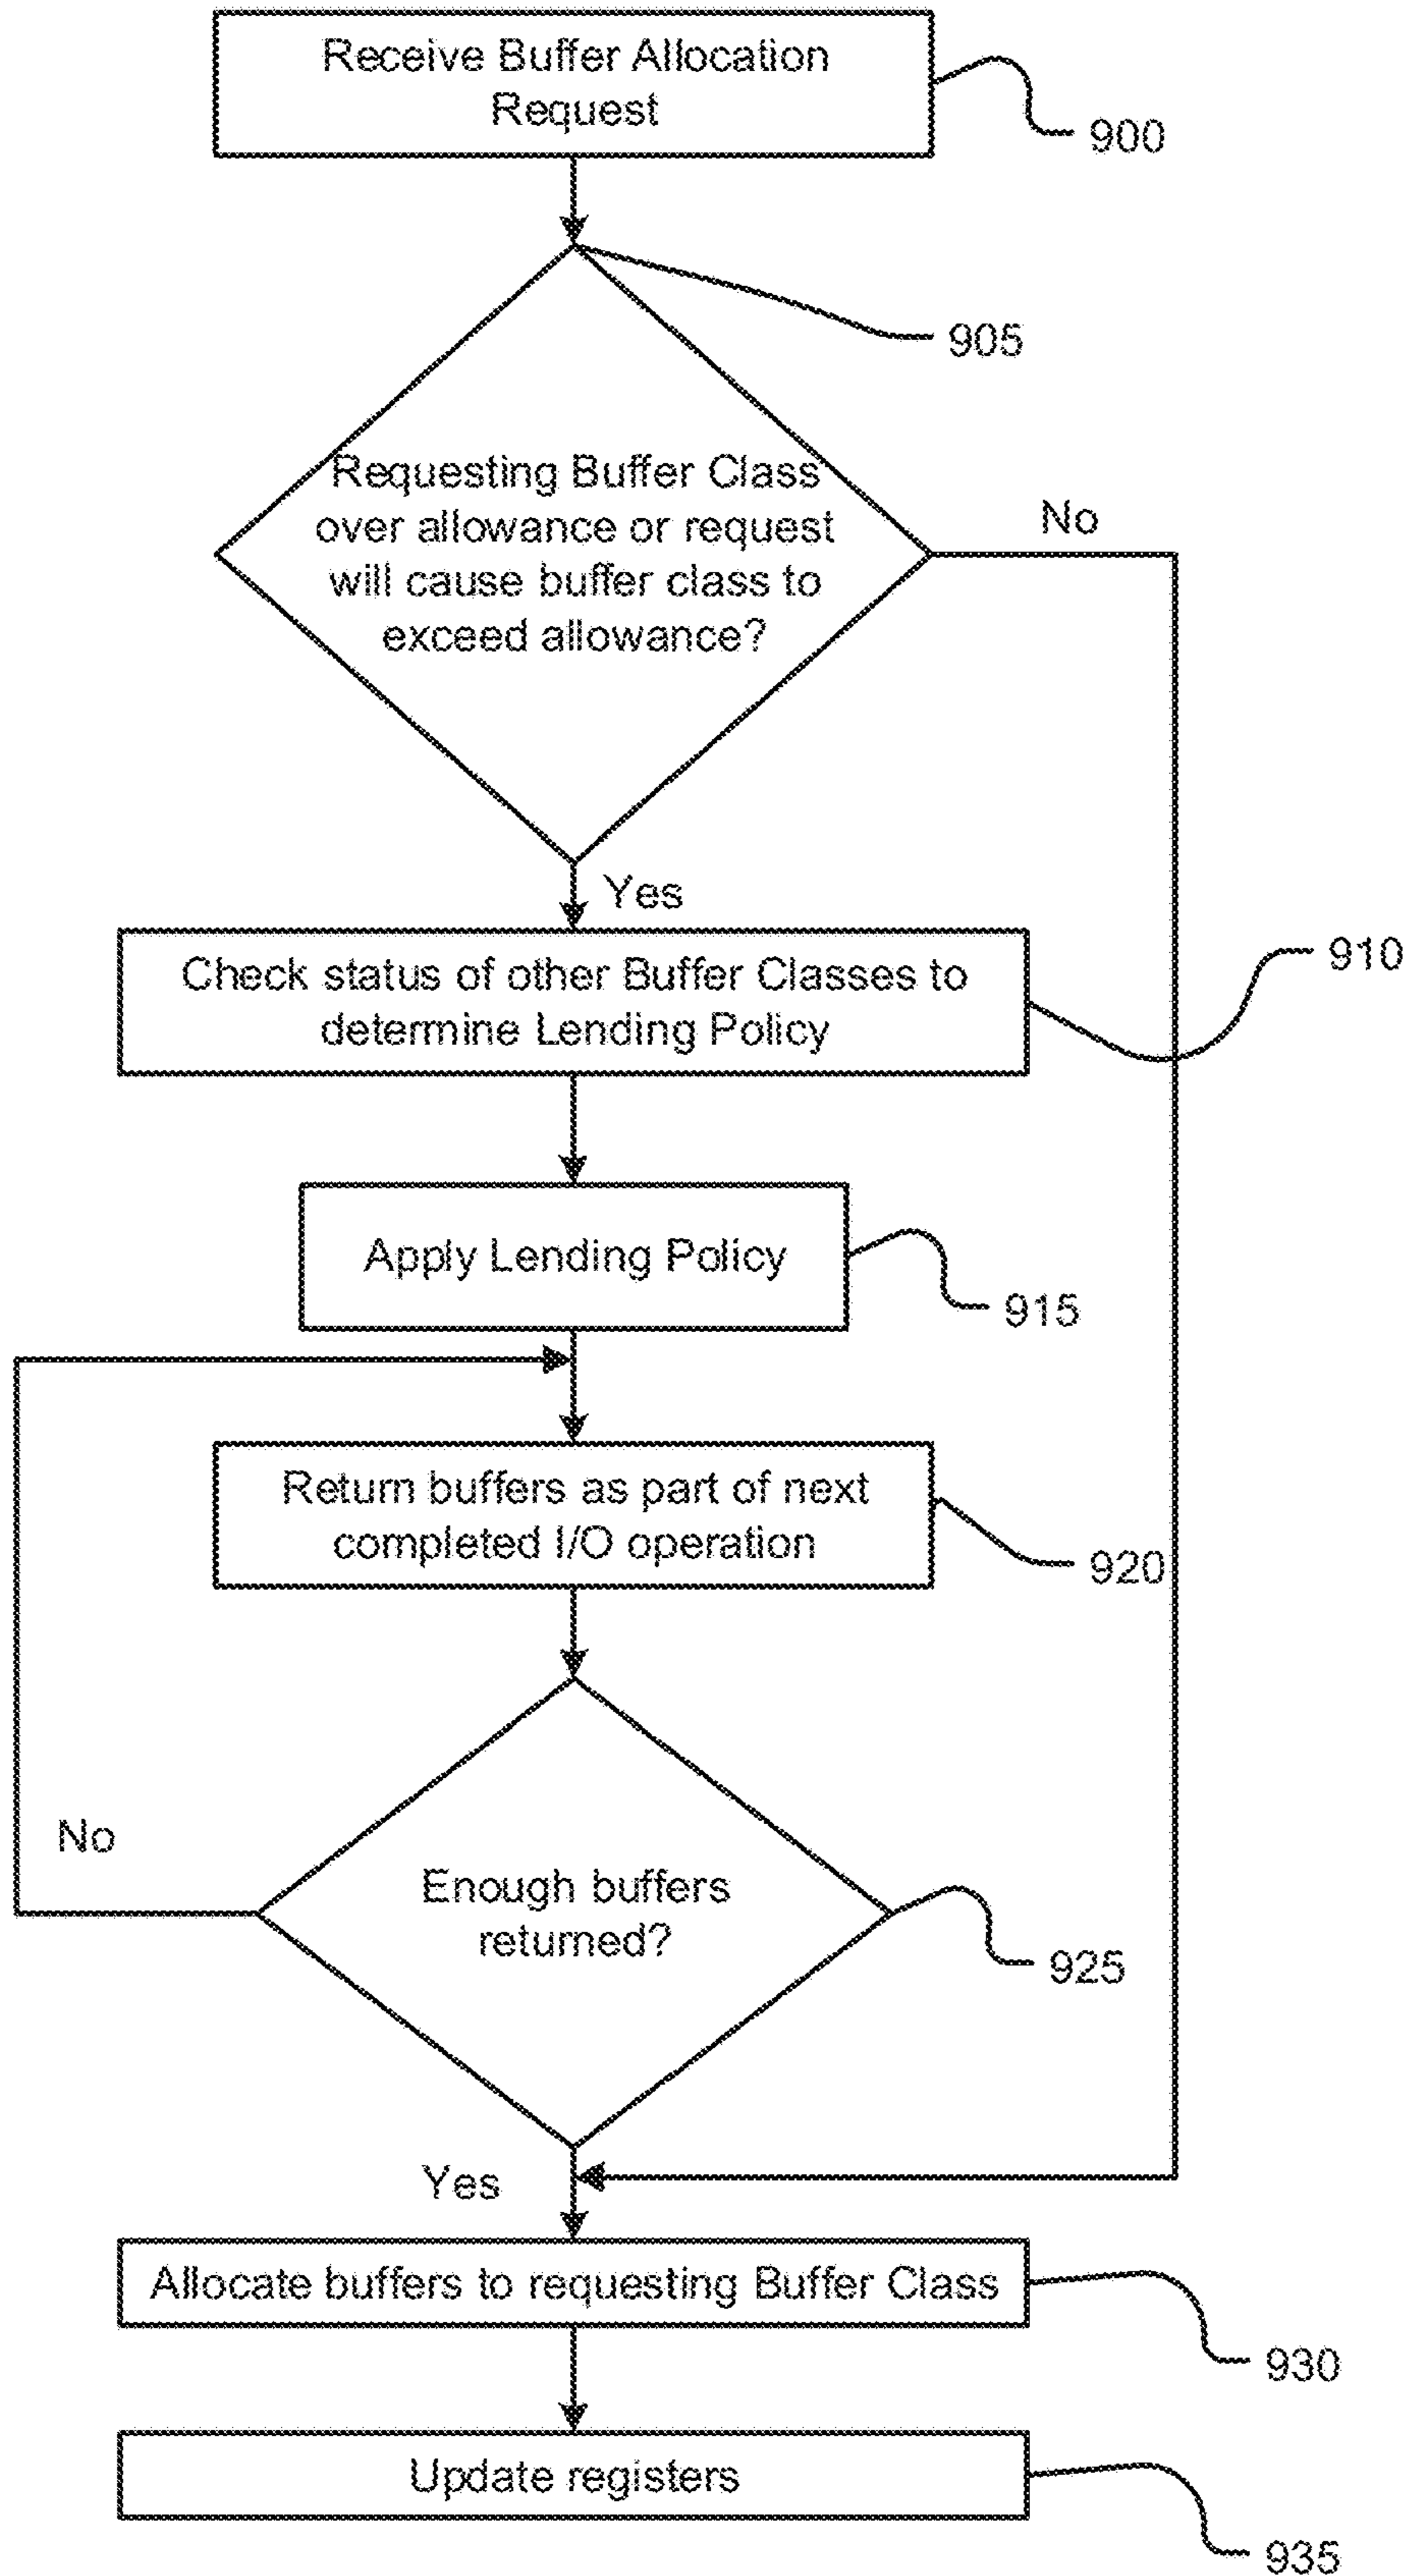 Receive Buffer Allocation
Request
900
905
Requesting Buffer Class
over allowance or request
will cause buffer class to
exceed allowance?
No
Yes
Check status of other Buffer Classes to
determine Lending Policy
910
Apply Lending Policy
915
Return buffers as part of next
completed I/O operation
920
No
Enough buffers
returned?
925
Yes
Allocate buffers to requesting Buffer Class
930
Update registers
935